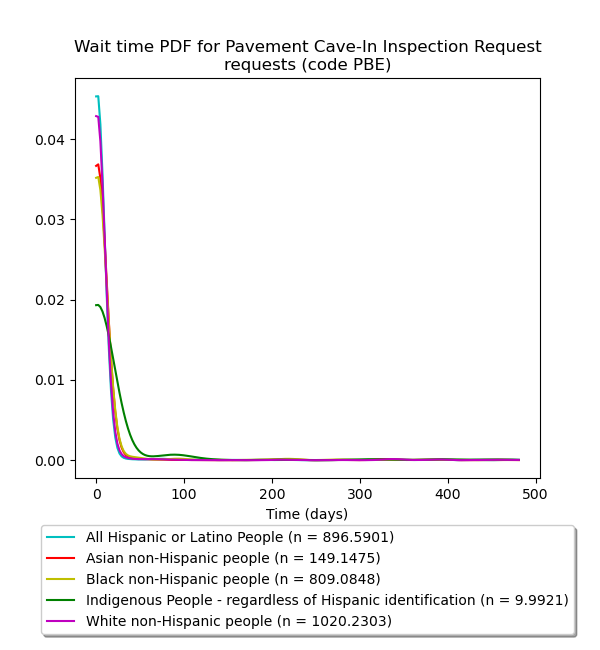 Wait time PDF for Pavement Cave-In Inspection Request
requests (code PBE)
0.04
0.03
0.02
0.01
0.00
0 100 200 300 400 500
Time (days)
All Hispanic or Latino People (n = 896.5901)
Asian non-Hispanic people (n = 149.1475)
Black non-Hispanic people (n = 809.0848)
Indigenous People - regardless of Hispanic identification (n = 9.9921)
White non-Hispanic people (n = 1020.2303)